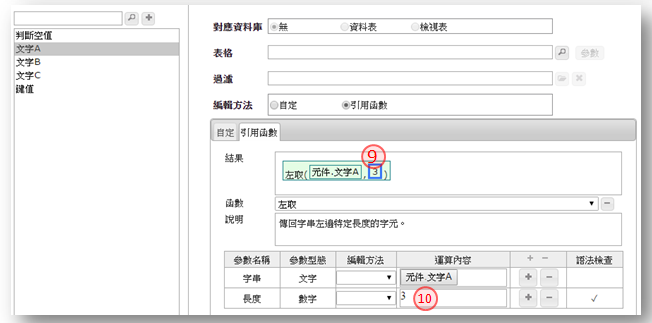 判斷空值
文字A
文字B
文字C
鍵值
對應資料庫 無 資料表 檢視表
表格 參數
過濾
編輯方法 自定 引用函數
自定 引用函數
9
結果
左取( 元件.文字A , 3 )
函數 左取
說明 傳回字串左邊特定長度的字元。
參數名稱 參數型態 編輯方法 運算內容 + − 語法檢查
字串 文字 元件.文字A + −
長度 數字 3 10 + − ✓